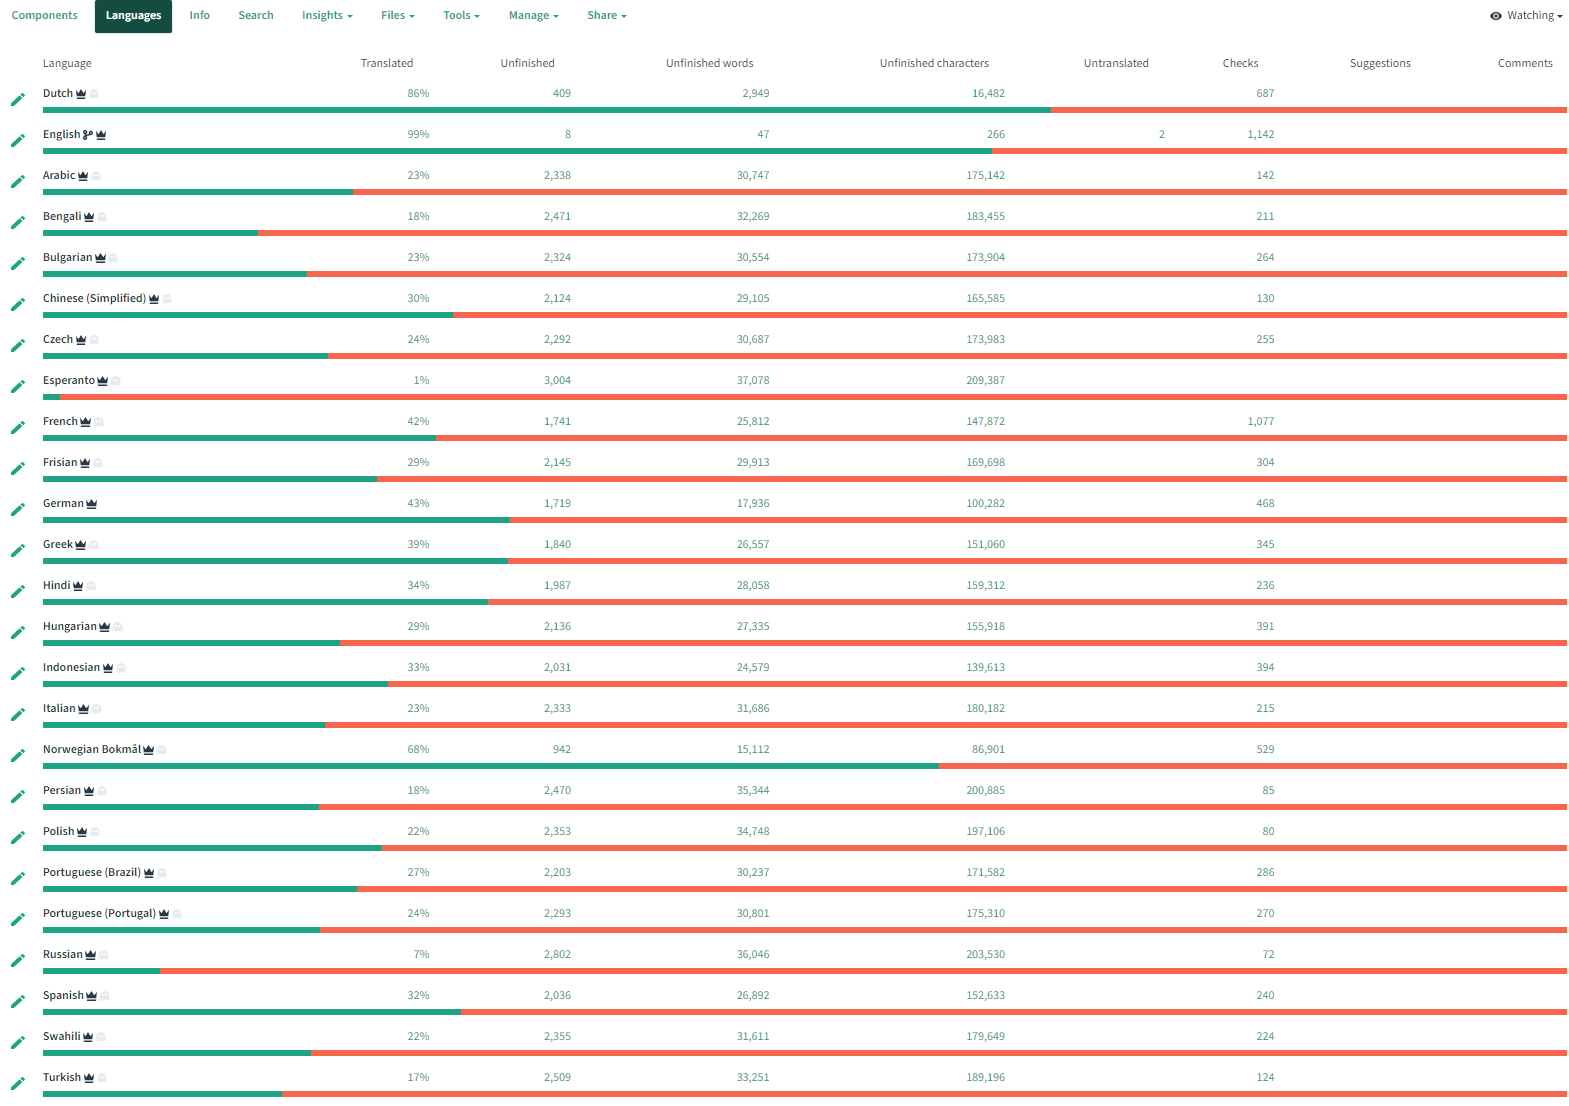 Components Languages Info Search Insights Files Tools Manage Share Watching
Language Translated Unfinished Unfinished words Unfinished characters Untranslated Checks Suggestions Comments
Dutch 86% 409 2,949 16,482 687
English 99% 8 47 266 2 1,142
Arabic 23% 2,338 30,747 175,142 142
Bengali 18% 2,471 32,269 183,455 211
Bulgarian 23% 2,324 30,554 173,904 264
Chinese (Simplified) 30% 2,124 29,105 165,585 130
Czech 24% 2,292 30,687 173,983 255
Esperanto 1% 3,004 37,078 209,387
French 42% 1,741 25,812 147,872 1,077
Frisian 29% 2,145 29,913 169,698 304
German 43% 1,719 17,936 100,282 468
Greek 39% 1,840 26,557 151,060 345
Hindi 34% 1,987 28,058 159,312 236
Hungarian 29% 2,136 27,335 155,918 391
Indonesian 33% 2,031 24,579 139,613 394
Italian 23% 2,333 31,686 180,182 215
Norwegian Bokmål 68% 942 15,112 86,901 529
Persian 18% 2,470 35,344 200,885 85
Polish 22% 2,353 34,748 197,106 80
Portuguese (Brazil) 27% 2,203 30,237 171,582 286
Portuguese (Portugal) 24% 2,293 30,801 175,310 270
Russian 7% 2,802 36,046 203,530 72
Spanish 32% 2,036 26,892 152,633 240
Swahili 22% 2,355 31,611 179,649 224
Turkish 17% 2,509 33,251 189,196 124